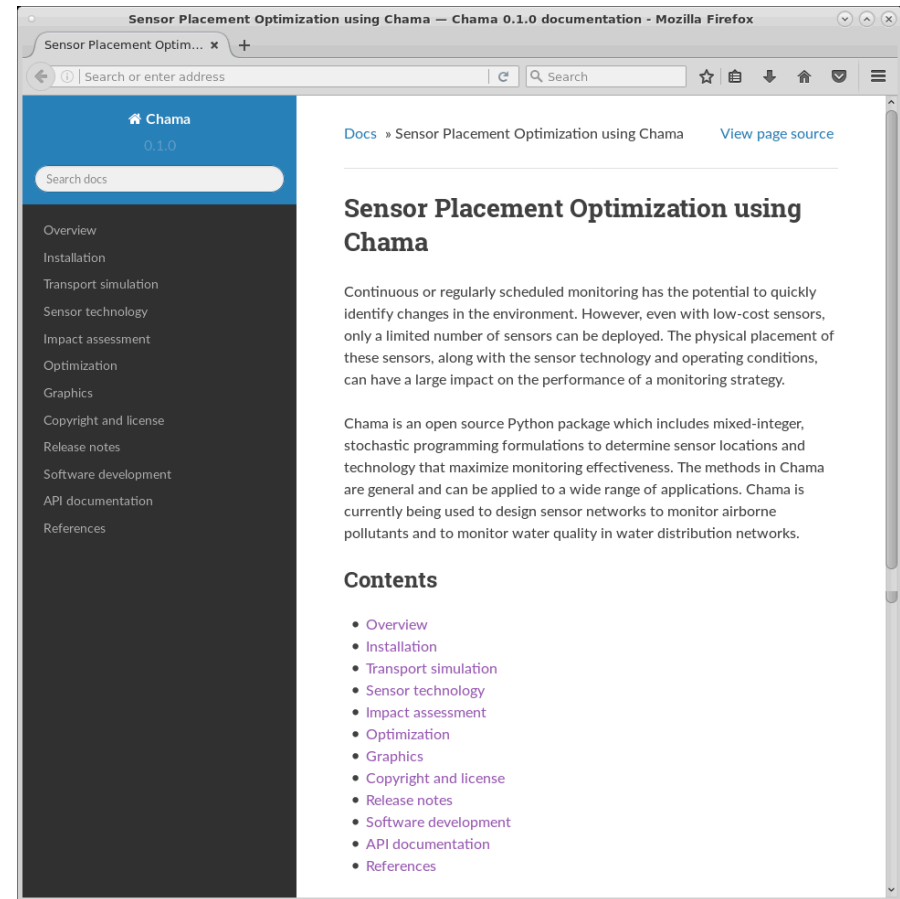 Sensor Placement Optimization using Chama — Chama 0.1.0 documentation - Mozilla Firefox
Sensor Placement Optim...
Search or enter address
Search
Chama
0.1.0
Search docs
Overview
Installation
Transport simulation
Sensor technology
Impact assessment
Optimization
Graphics
Copyright and license
Release notes
Software development
API documentation
References
Docs » Sensor Placement Optimization using Chama View page source
Sensor Placement Optimization using
Chama
Continuous or regularly scheduled monitoring has the potential to quickly
identify changes in the environment. However, even with low-cost sensors,
only a limited number of sensors can be deployed. The physical placement of
these sensors, along with the sensor technology and operating conditions,
can have a large impact on the performance of a monitoring strategy.
Chama is an open source Python package which includes mixed-integer,
stochastic programming formulations to determine sensor locations and
technology that maximize monitoring effectiveness. The methods in Chama
are general and can be applied to a wide range of applications. Chama is
currently being used to design sensor networks to monitor airborne
pollutants and to monitor water quality in water distribution networks.
Contents
• Overview
• Installation
• Transport simulation
• Sensor technology
• Impact assessment
• Optimization
• Graphics
• Copyright and license
• Release notes
• Software development
• API documentation
• References